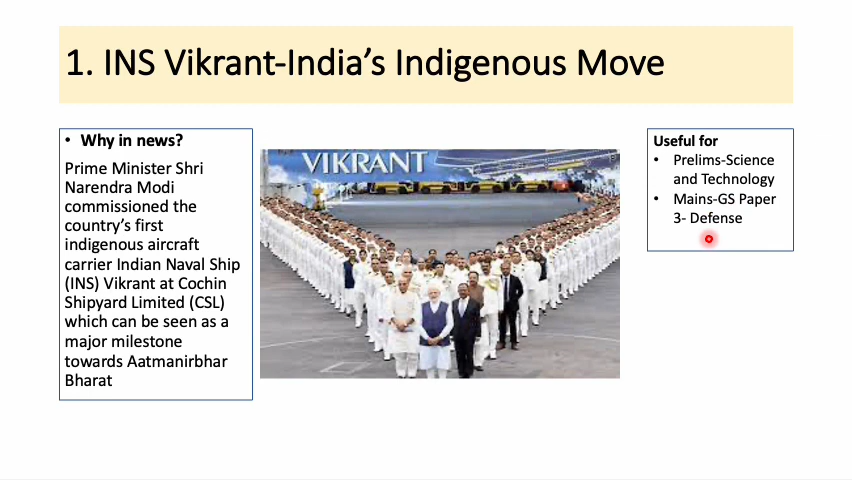 1. INS Vikrant-India’s Indigenous Move
• Why in news?
Prime Minister Shri
Narendra Modi
commissioned the
country’s first
indigenous aircraft
carrier Indian Naval Ship
(INS) Vikrant at Cochin
Shipyard Limited (CSL)
which can be seen as a
major milestone
towards Aatmanirbhar
Bharat
VIKRANT
Useful for
• Prelims-Science
and Technology
• Mains-GS Paper
3- Defense